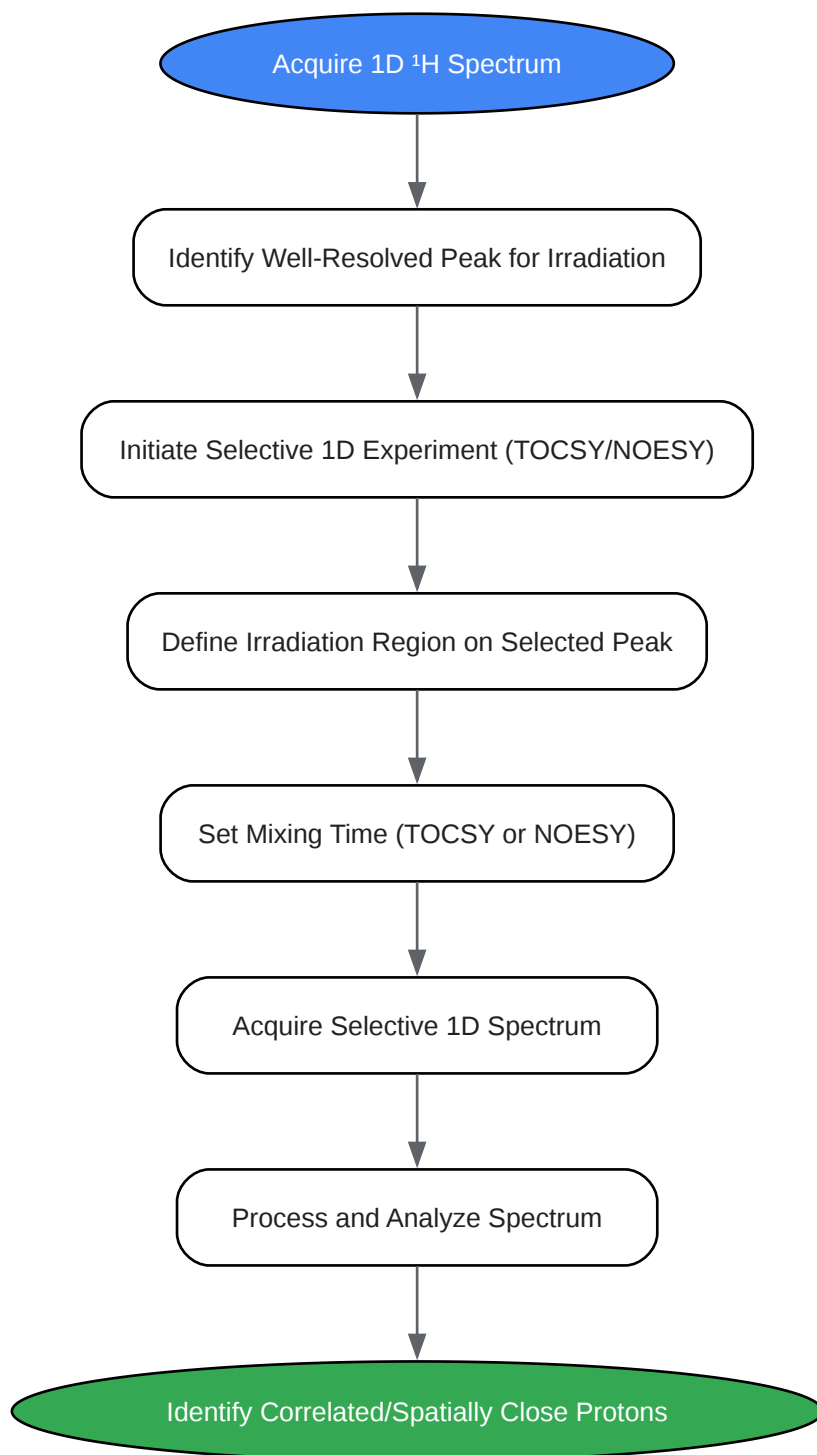 Acquire 1D ¹H Spectrum
Identify Well-Resolved Peak for Irradiation
Initiate Selective 1D Experiment (TOCSY/NOESY)
Define Irradiation Region on Selected Peak
Set Mixing Time (TOCSY or NOESY)
Acquire Selective 1D Spectrum
Process and Analyze Spectrum
Identify Correlated/Spatially Close Protons